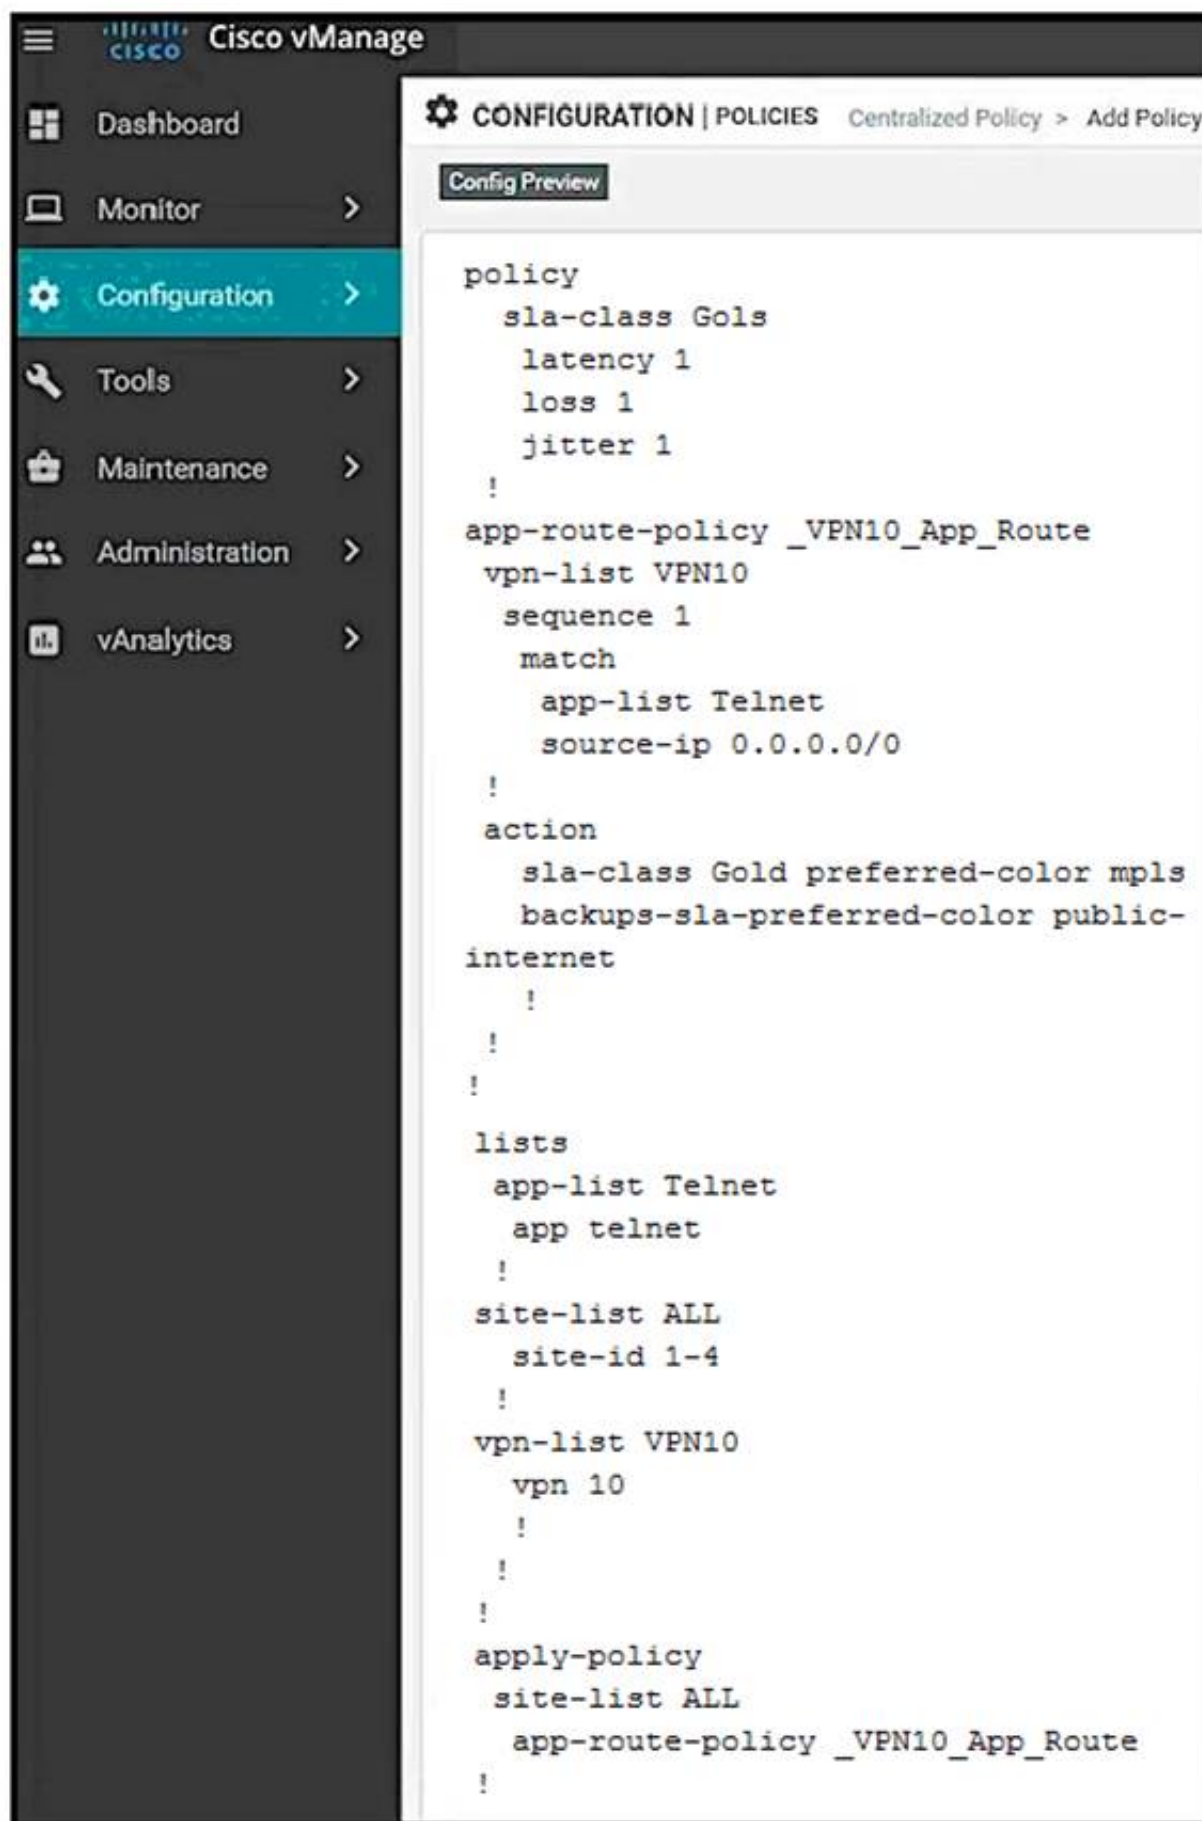 CISCO Cisco vManage
Dashboard
Monitor
Configuration
Tools
Maintenance
Administration
vAnalytics
CONFIGURATION | POLICIES Centralized Policy > Add Policy
Config Preview
policy
sla-class Gols
latency 1
loss 1
jitter 1
!
app-route-policy _VPN10_App_Route
vpn-list VPN10
sequence 1
match
app-list Telnet
source-ip 0.0.0.0/0
!
action
sla-class Gold preferred-color mpls
backups-sla-preferred-color public-
internet
!
!
!
lists
app-list Telnet
app telnet
!
site-list ALL
site-id 1-4
!
vpn-list VPN10
vpn 10
!
!
!
apply-policy
site-list ALL
app-route-policy _VPN10_App_Route
!